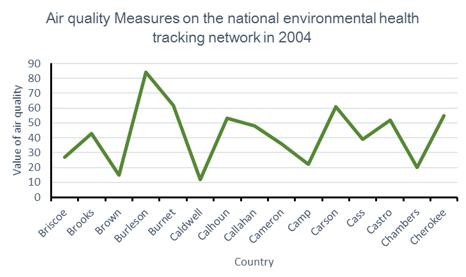 Air quality Measures on the national environmental health
tracking network in 2004
Value of air quality
90
80
70
60
50
40
30
20
10
0
Briscoe
Brooks
Brown
Burleson
Burnet
Caldwell
Calhoun
Callahan
Cameron
Camp
Carson
Cass
Castro
Chambers
Cherokee
Country